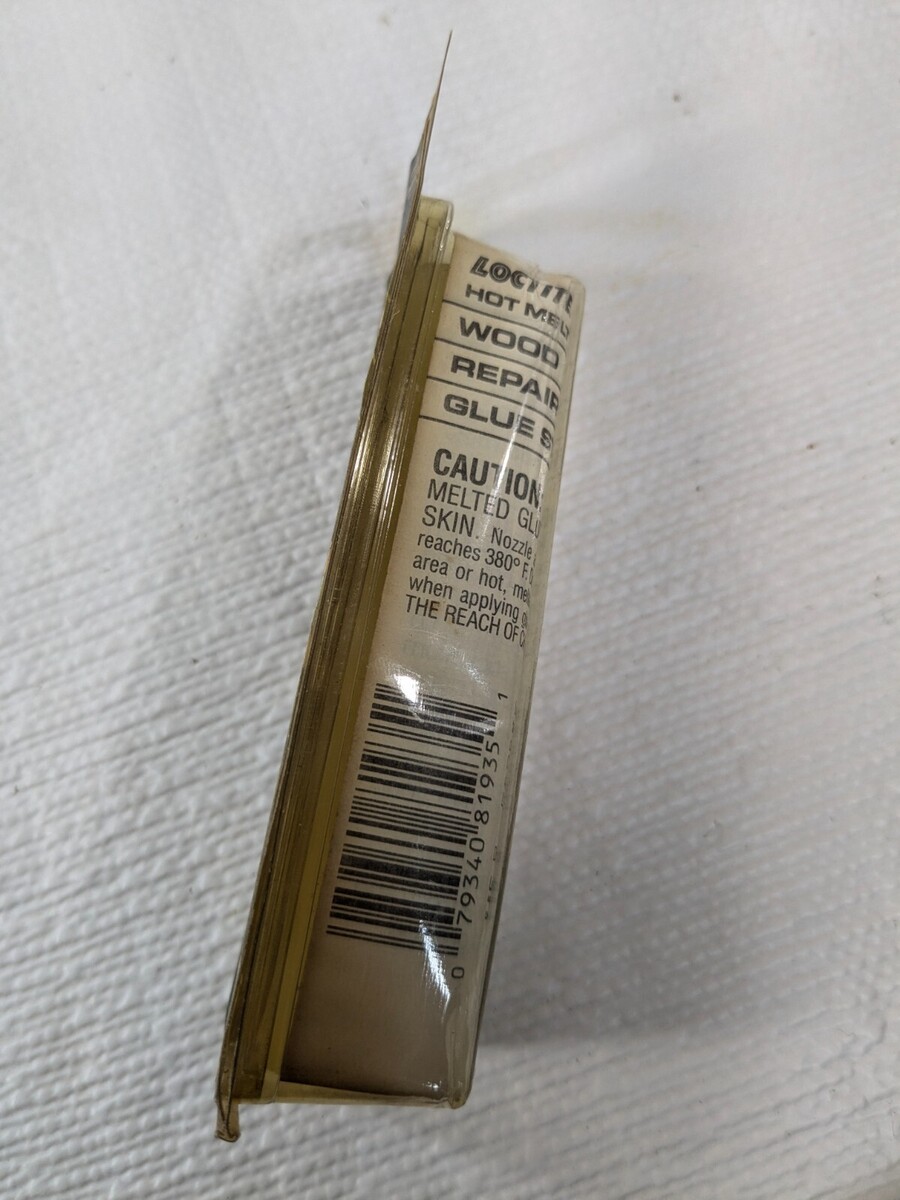 LOCTITE
HOT MEL
WOOD
REPAIR
GLUE S
CAUTION:
MELTED GLU
SKIN. Nozzle
reaches 380° F.
area or hot, mel
when applying
THE REACH OF C
0 79340 81935 1